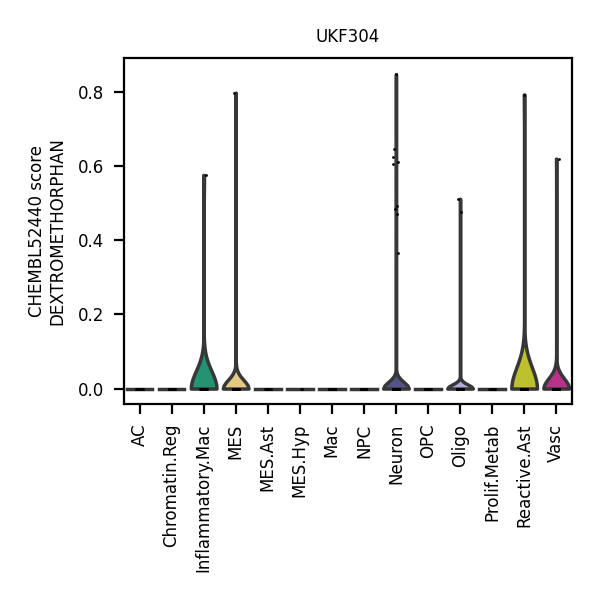 UKF304
CHEMBL52440 score
DEXTROMETHORPHAN
0.8
0.6
0.4
0.2
0.0
AC
Chromatin.Reg
Inflammatory.Mac
MES
MES.Ast
MES.Hyp
Mac
NPC
Neuron
OPC
Oligo
Prolif.Metab
Reactive.Ast
Vasc